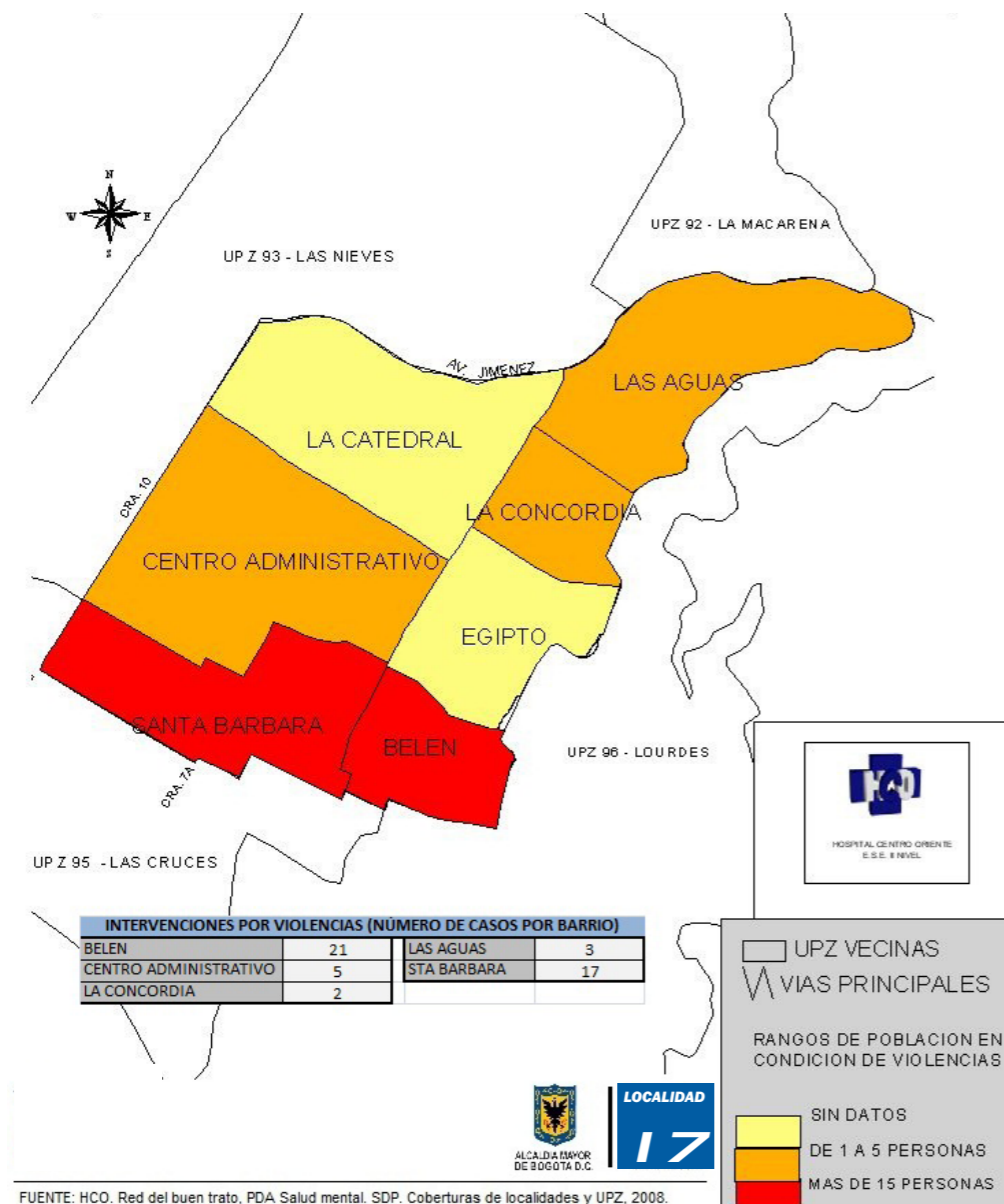 N
W E
S
UPZ 92 - LA MACARENA
UPZ 93 - LAS NIEVES
AV. JIMENEZ
LAS AGUAS
LA CATEDRAL
CRA. 10
LA CONCORDIA
CENTRO ADMINISTRATIVO
EGIPTO
SANTA BARBARA
BELEN
UPZ 96 - LOURDES
CRA. 7A
HCO
HOSPITAL CENTRO ORIENTE
E.S.E. II NIVEL
UPZ 95 - LAS CRUCES
INTERVENCIONES POR VIOLENCIAS (NÚMERO DE CASOS POR BARRIO)
BELEN 21 LAS AGUAS 3
CENTRO ADMINISTRATIVO 5 STA BARBARA 17
LA CONCORDIA 2
UPZ VECINAS
VIAS PRINCIPALES
RANGOS DE POBLACION EN
CONDICION DE VIOLENCIAS
SIN DATOS
DE 1 A 5 PERSONAS
MAS DE 15 PERSONAS
ALCALDIA MAYOR
DE BOGOTA D.C.
LOCALIDAD
17
FUENTE: HCO. Red del buen trato, PDA Salud mental. SDP. Coberturas de localidades y UPZ, 2008.